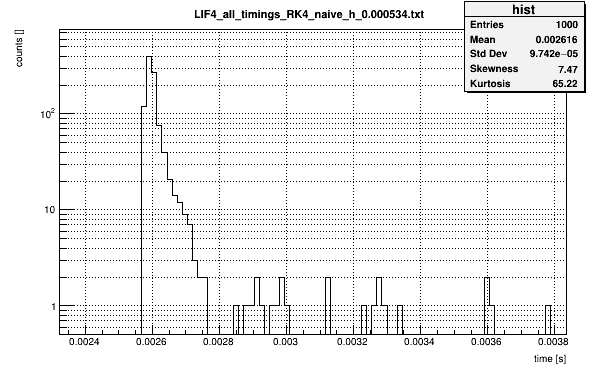 LIF4_all_timings_RK4_naive_h_0.000534.txt
hist
Entries 1000
Mean 0.002616
Std Dev 9.742e−05
Skewness 7.47
Kurtosis 65.22
counts []
10²
10
1
0.0024 0.0026 0.0028 0.003 0.0032 0.0034 0.0036 0.0038
time [s]